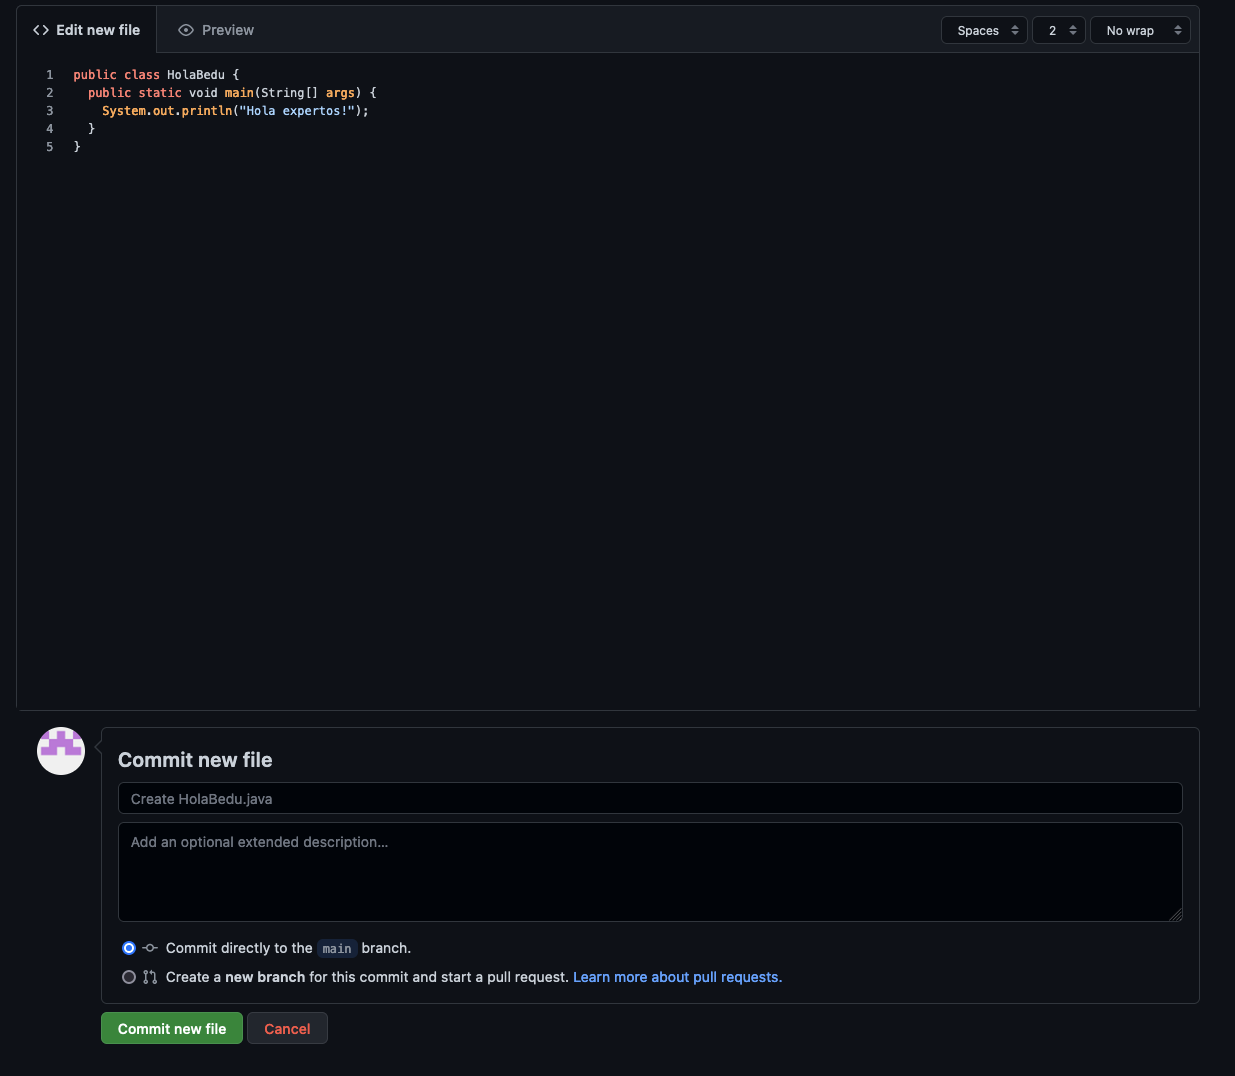 Edit new file Preview Spaces 2 No wrap
1 public class HolaBedu {
2 public static void main(String[] args) {
3 System.out.println("Hola expertos!");
4 }
5 }
Commit new file
Create HolaBedu.java
Add an optional extended description...
Commit directly to the main branch.
Create a new branch for this commit and start a pull request. Learn more about pull requests.
Commit new file Cancel